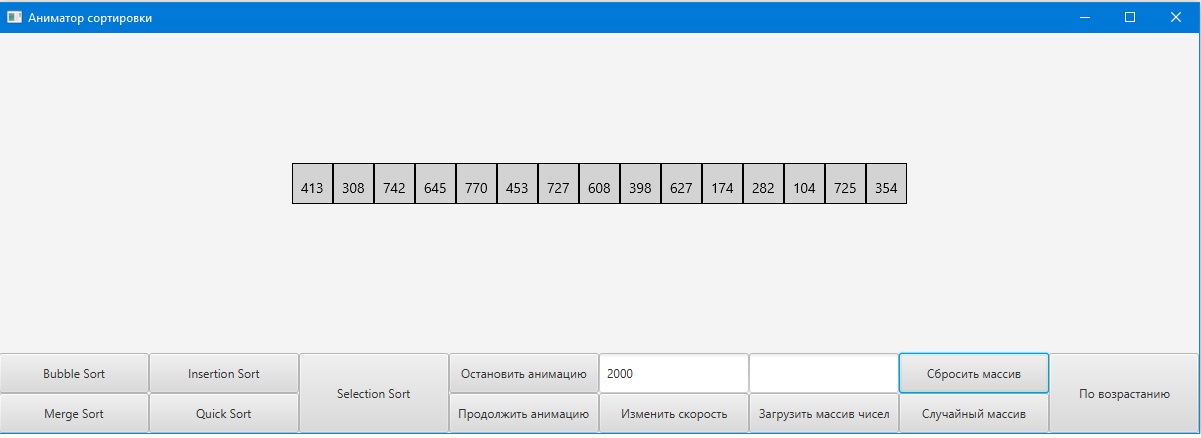 Аниматор сортировки
413 308 742 645 770 453 727 608 398 627 174 282 104 725 354
Bubble Sort Insertion Sort Selection Sort Остановить анимацию 2000 Сбросить массив По возрастанию
Merge Sort Quick Sort Продолжить анимацию Изменить скорость Загрузить массив чисел Случайный массив